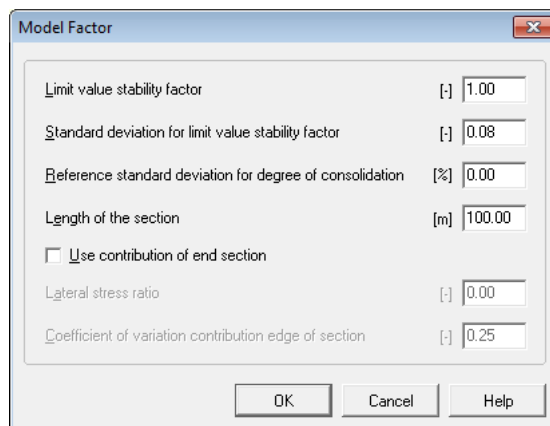 Model Factor
Limit value stability factor [-] 1.00
Standard deviation for limit value stability factor [-] 0.08
Reference standard deviation for degree of consolidation [%] 0.00
Length of the section [m] 100.00
Use contribution of end section
Lateral stress ratio [-] 0.00
Coefficient of variation contribution edge of section [-] 0.25
OK Cancel Help